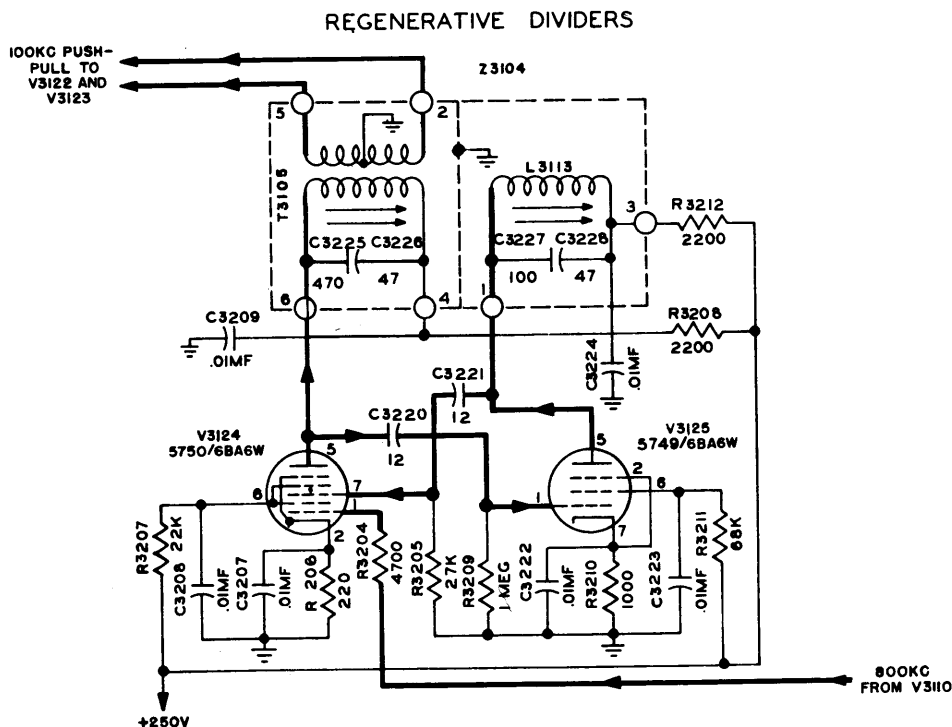 REGENERATIVE DIVIDERS
100KC PUSH-
PULL TO
V3122 AND
V3123
Z3104
5
2
T3105
L3113
3
R3212
2200
C3225
C3226
470
47
C3227
C3228
100
47
6
4
1
C3209
.01MF
R3208
2200
C3224
.01MF
C3221
12
C3220
12
V3124
5750/6BA6W
5
6
3
7
1
2
V3125
5749/6BA6W
5
2
6
1
7
R3207
22K
C3208
.01MF
C3207
.01MF
R 206
220
R3204
4700
R3205
27K
R3209
1 MEG
C3222
.01MF
R3210
1000
C3223
.01MF
R3211
68K
+250V
800KC
FROM V3110